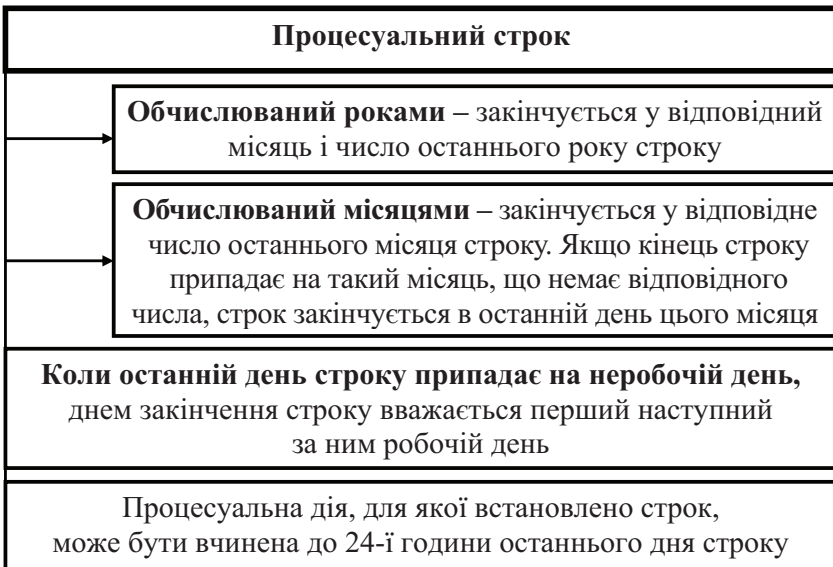 Процесуальний строк
Обчислюваний роками – закінчується у відповідний
місяць і число останнього року строку
Обчислюваний місяцями – закінчується у відповідне
число останнього місяця строку. Якщо кінець строку
припадає на такий місяць, що немає відповідного
числа, строк закінчується в останній день цього місяця
Коли останній день строку припадає на неробочій день,
днем закінчення строку вважається перший наступний
за ним робочій день
Процесуальна дія, для якої встановлено строк,
може бути вчинена до 24-ї години останнього дня строку